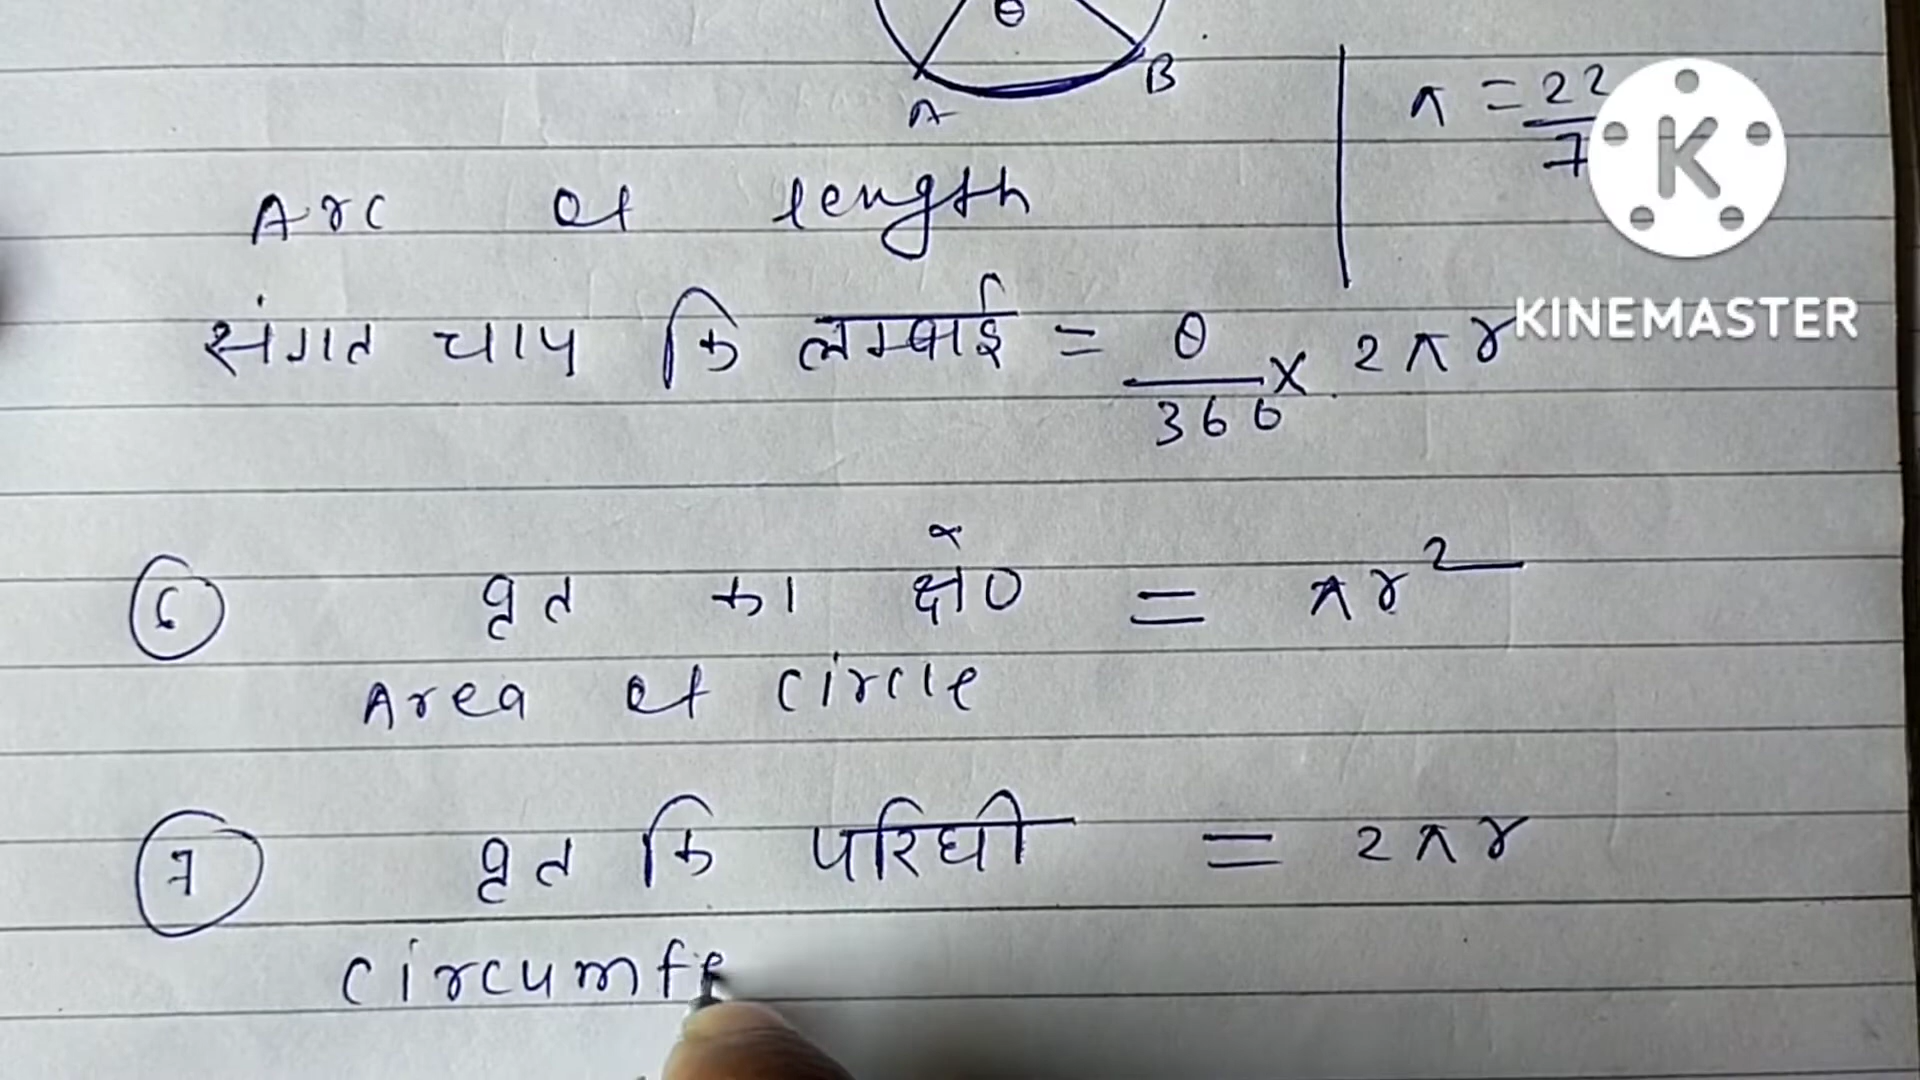 θ
A B
π = 22/7
Arc of length
संगत चाप कि लम्बाई = θ/360 × 2πr
KINEMASTER
6 वृत का क्षे० = πr²
Area of circle
7 वृत कि परिघी = 2πr
Circumfe